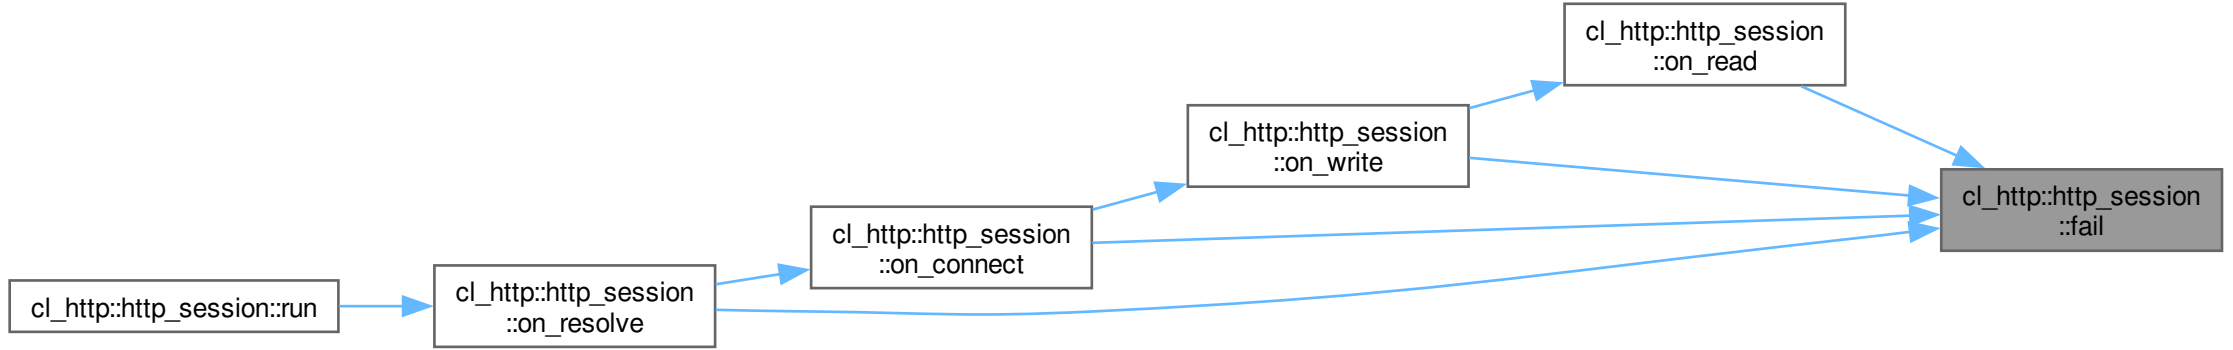 cl_http::http_session
::on_read
cl_http::http_session
::on_write
cl_http::http_session
::fail
cl_http::http_session
::on_connect
cl_http::http_session
::on_resolve
cl_http::http_session::run